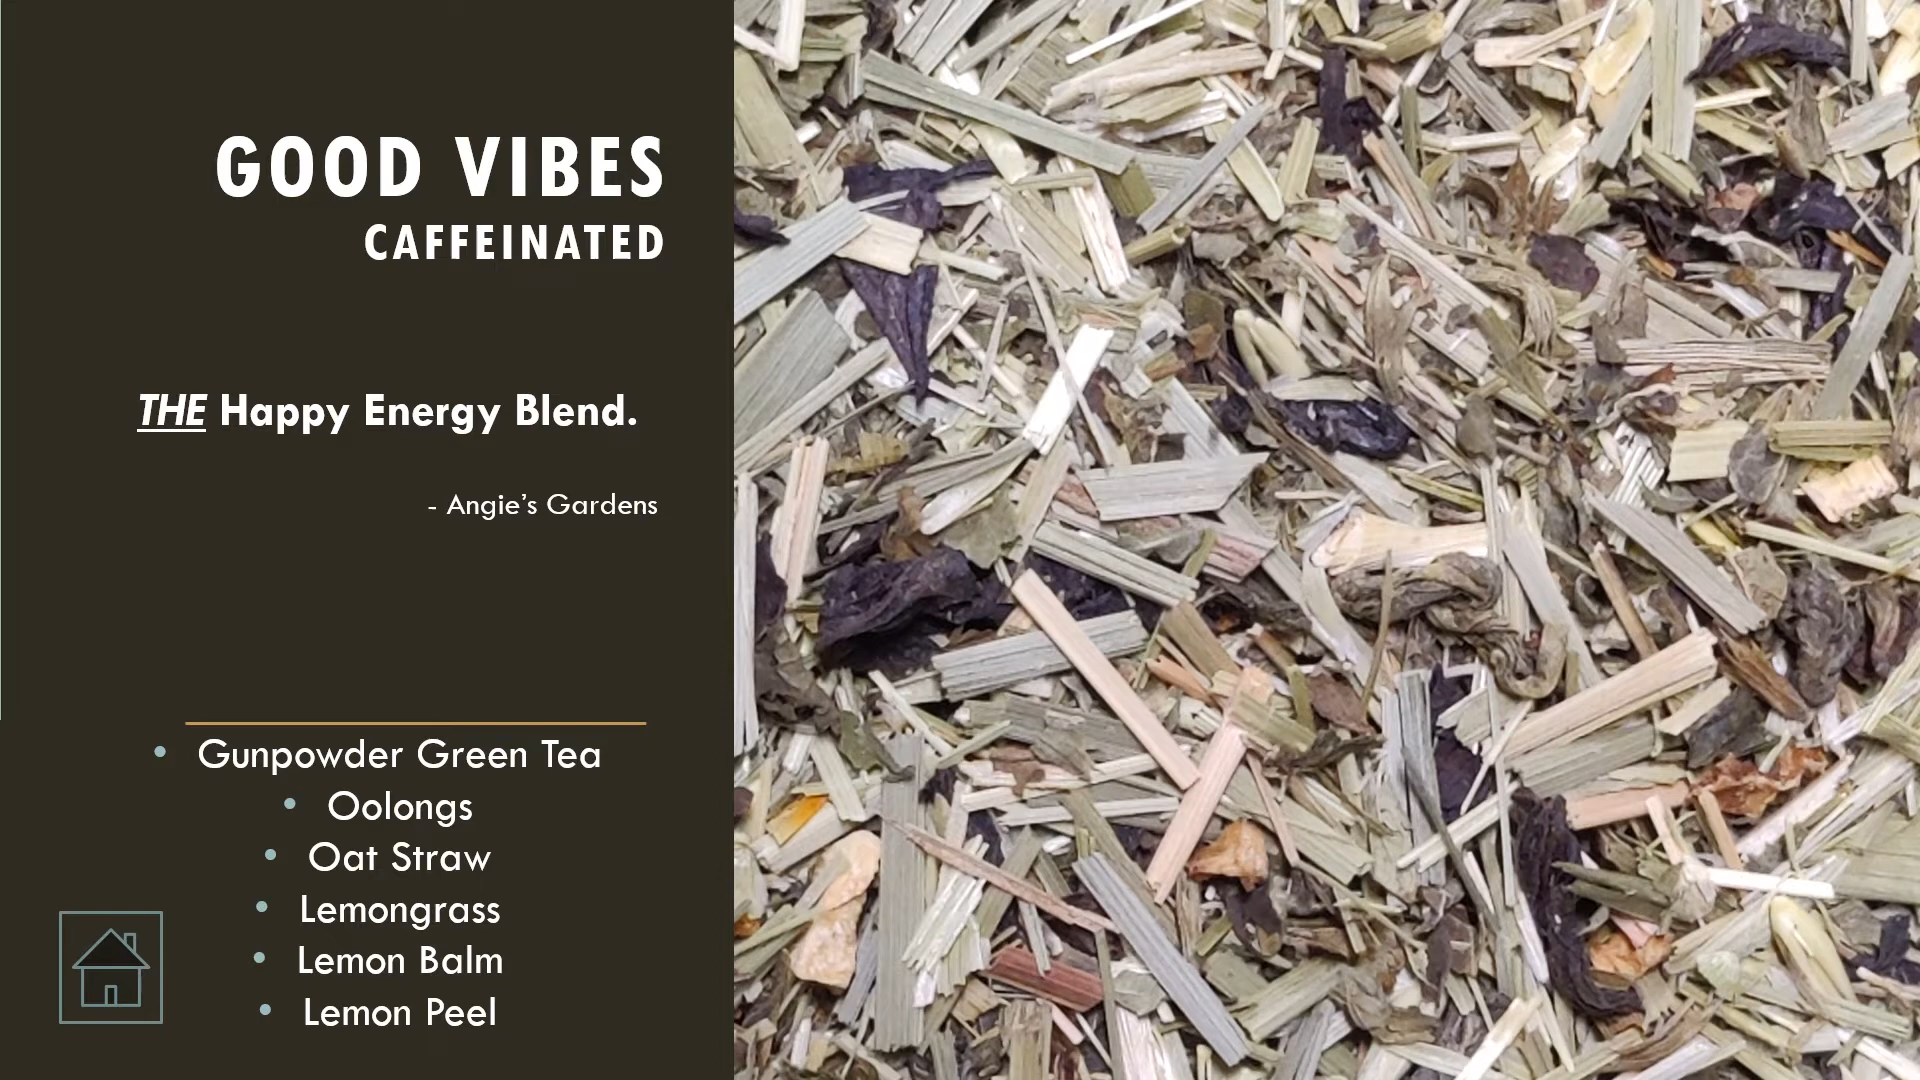 GOOD VIBES
CAFFEINATED
THE Happy Energy Blend.
- Angie's Gardens
• Gunpowder Green Tea
• Oolongs
• Oat Straw
• Lemongrass
• Lemon Balm
• Lemon Peel